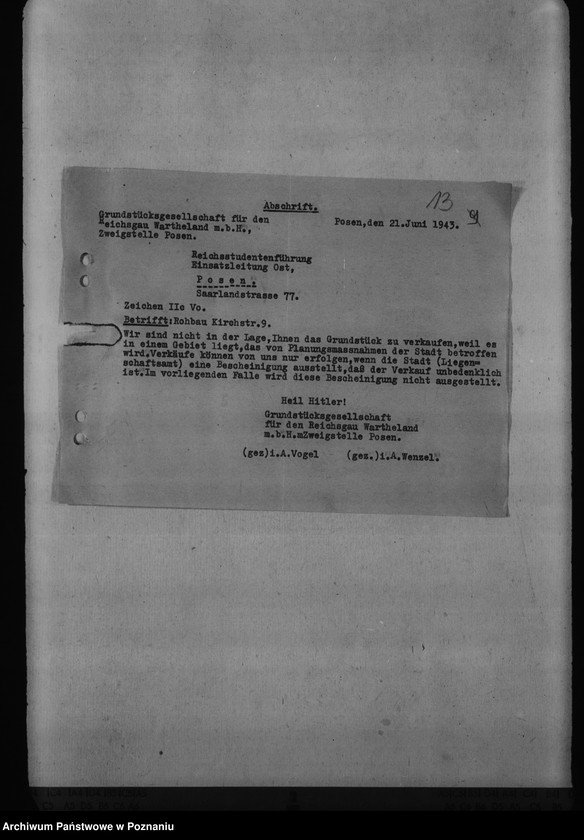 13
Abschrift.
Grundstücksgesellschaft für den
Reichsgau Wartheland m.b.H.,
Zweigstelle Posen.
Posen,den 21.Juni 1943.
Reichsstudentenführung
Einsatzleitung Ost,
P o s e n .
Saarlandstrasse 77.
Zeichen IIc Vo.
Betrifft:Rohbau Kirchstr.9.
Wir sind nicht in der Lage,Ihnen das Grundstück zu verkaufen,weil es
in einem Gebiet liegt,das von Planungsmassnahmen der Stadt betroffen
wird.Verkäufe können von uns nur erfolgen,wenn die Stadt (Liegen=
schaftsamt) eine Bescheinigung ausstellt,daß der Verkauf unbedenklich
ist.Im vorliegenden Falle wird diese Bescheinigung nicht ausgestellt.
Heil Hitler!
Grundstücksgesellschaft
für den Reichsgau Wartheland
m.b.H.mZweigstelle Posen.
(gez)i.A.Vogel (gez.)i.A.Wenzel.
Archiwum Państwowe w Poznaniu